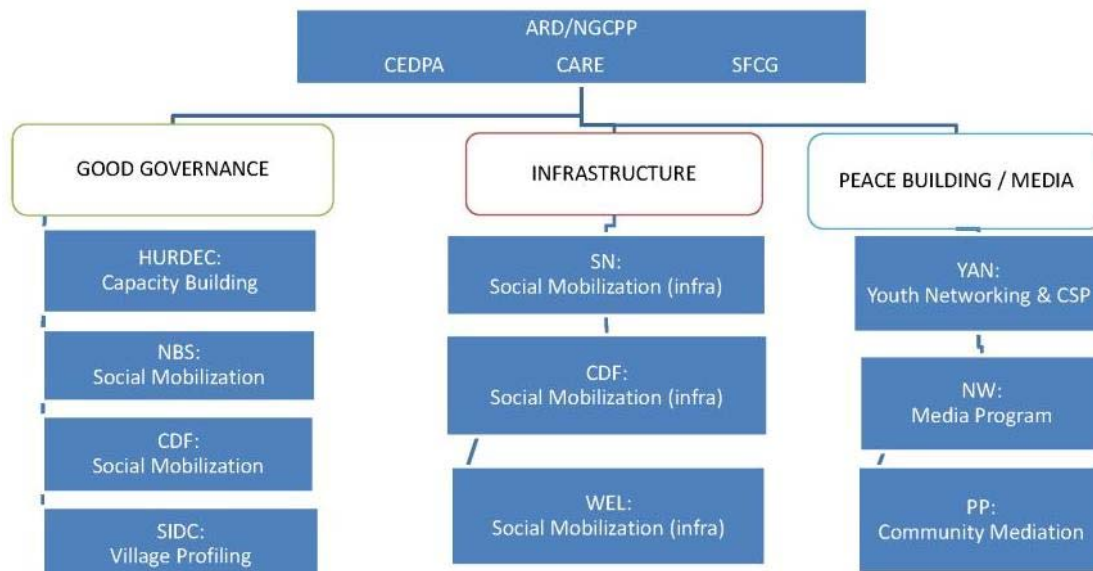 ARD/NGCPP
CEDPA CARE SFCG
GOOD GOVERNANCE
HURDEC:
Capacity Building
NBS:
Social Mobilization
CDF:
Social Mobilization
SIDC:
Village Profiling
INFRASTRUCTURE
SN:
Social Mobilization (infra)
CDF:
Social Mobilization (infra)
WEL:
Social Mobilization (infra)
PEACE BUILDING / MEDIA
YAN:
Youth Networking & CSP
NW:
Media Program
PP:
Community Mediation